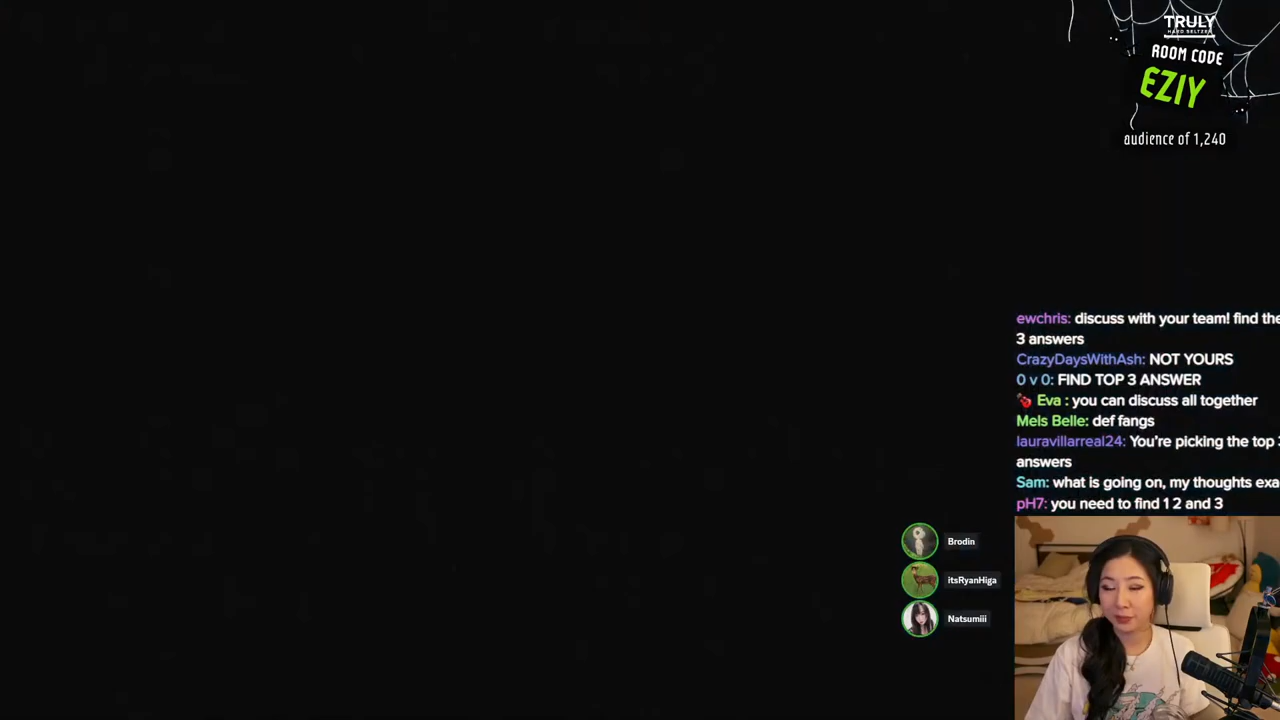 TRULY
HARD SELTZER
ROOM CODE
EZIY
audience of 1,240
ewchris: discuss with your team! find the
3 answers
CrazyDaysWithAsh: NOT YOURS
0 v 0: FIND TOP 3 ANSWER
Eva : you can discuss all together
Mels Belle: def fangs
lauravillarreal24: You’re picking the top 3
answers
Sam: what is going on, my thoughts exa
pH7: you need to find 1 2 and 3
Brodin
itsRyanHiga
Natsumiii